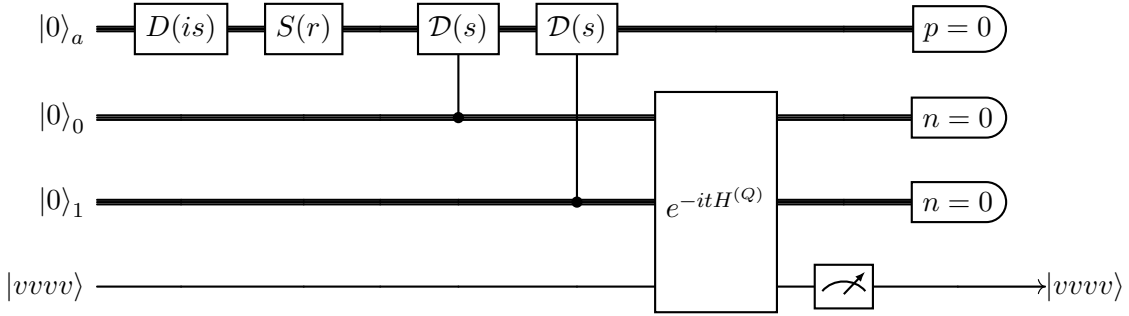 |0⟩_a D(is) S(r) 𝒟(s) 𝒟(s) p = 0
|0⟩_0 n = 0
|0⟩_1 e^{-itH^{(Q)}} n = 0
|vvvv⟩ |vvvv⟩